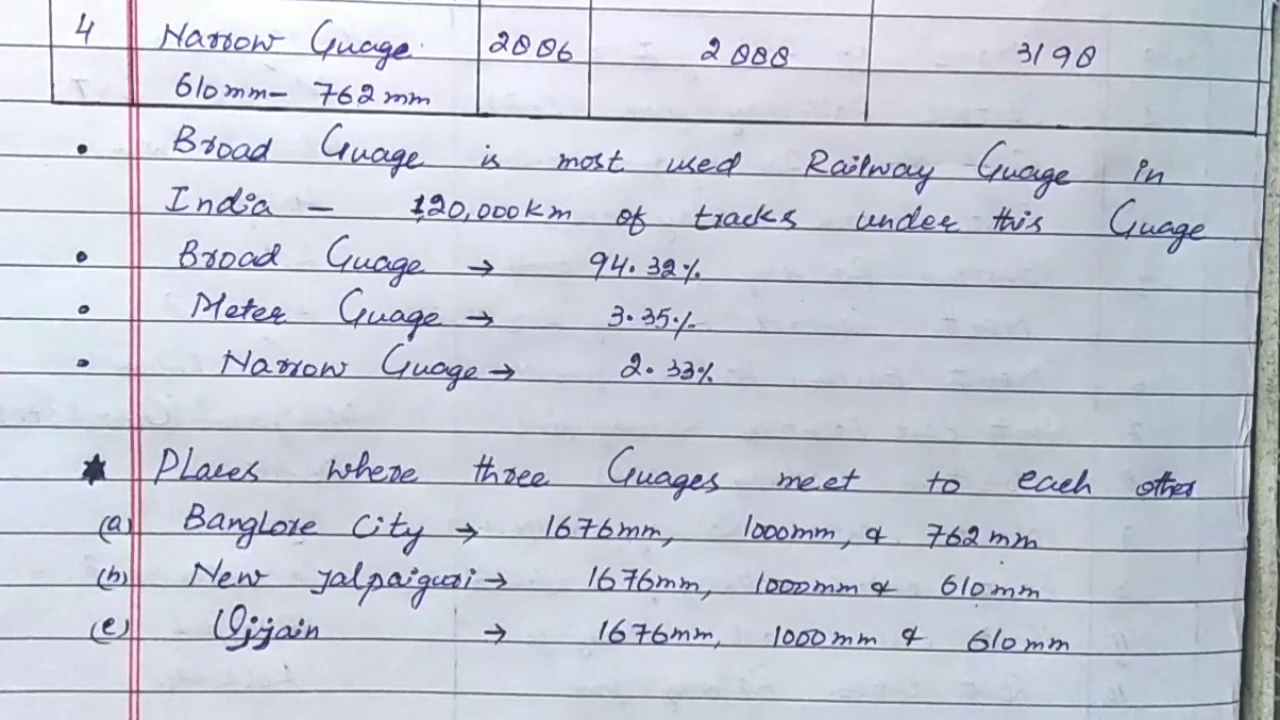 4 Narrow Guage 2006 2000 3190
610mm- 762mm
• Broad Guage is most used Railway Guage in
India - 120,000km of tracks under this Guage
• Broad Guage → 94.32%
• Meter Guage → 3.35%
• Narrow Guage → 2.33%
★ Places where three Guages meet to each other
(a) Banglore City → 1676mm, 1000mm, & 762mm
(b) New jalpaiguri → 1676mm, 1000mm & 610mm
(c) Ujjain → 1676mm, 1000mm & 610mm